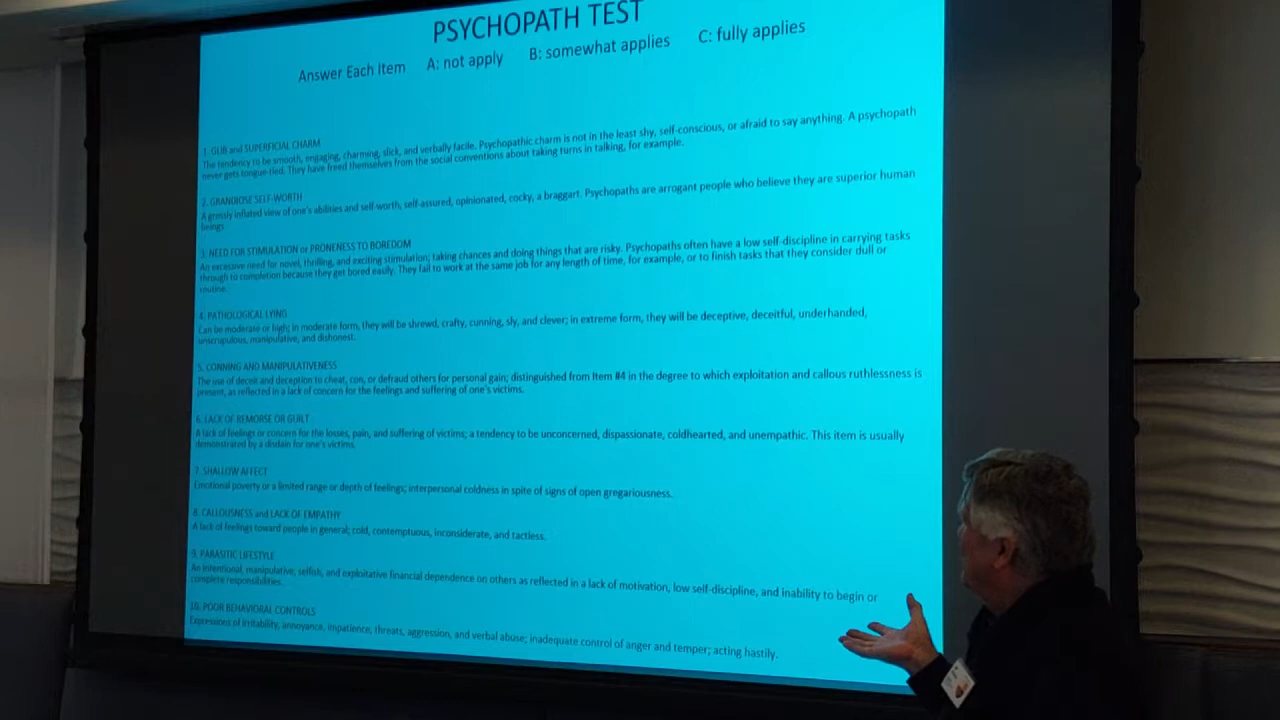 PSYCHOPATH TEST
Answer Each Item A: not apply B: somewhat applies C: fully applies
1. GLIB and SUPERFICIAL CHARM
The tendency to be smooth, engaging, charming, slick, and verbally facile. Psychopathic charm is not in the least shy, self-conscious, or afraid to say anything. A psychopath
never gets tongue-tied. They have freed themselves from the social conventions about taking turns in talking, for example.
2. GRANDIOSE SELF-WORTH
A grossly inflated view of one's abilities and self-worth, self-assured, opinionated, cocky, a braggart. Psychopaths are arrogant people who believe they are superior human
beings.
3. NEED FOR STIMULATION or PRONENESS TO BOREDOM
An excessive need for novel, thrilling, and exciting stimulation; taking chances and doing things that are risky. Psychopaths often have a low self-discipline in carrying tasks
through to completion because they get bored easily. They fail to work at the same job for any length of time, for example, or to finish tasks that they consider dull or
routine.
4. PATHOLOGICAL LYING
Can be moderate or high; in moderate form, they will be shrewd, crafty, cunning, sly, and clever; in extreme form, they will be deceptive, deceitful, underhanded,
unscrupulous, manipulative, and dishonest.
5. CONNING AND MANIPULATIVENESS
The use of deceit and deception to cheat, con, or defraud others for personal gain; distinguished from Item #4 in the degree to which exploitation and callous ruthlessness is
present, as reflected in a lack of concern for the feelings and suffering of one's victims.
6. LACK OF REMORSE OR GUILT
A lack of feelings or concern for the losses, pain, and suffering of victims; a tendency to be unconcerned, dispassionate, coldhearted, and unempathic. This item is usually
demonstrated by a disdain for one's victims.
7. SHALLOW AFFECT
Emotional poverty or a limited range or depth of feelings; interpersonal coldness in spite of signs of open gregariousness.
8. CALLOUSNESS and LACK OF EMPATHY
A lack of feelings toward people in general; cold, contemptuous, inconsiderate, and tactless.
9. PARASITIC LIFESTYLE
An intentional, manipulative, selfish, and exploitative financial dependence on others as reflected in a lack of motivation, low self-discipline, and inability to begin or
complete responsibilities.
10. POOR BEHAVIORAL CONTROLS
Expressions of irritability, annoyance, impatience, threats, aggression, and verbal abuse; inadequate control of anger and temper; acting hastily.